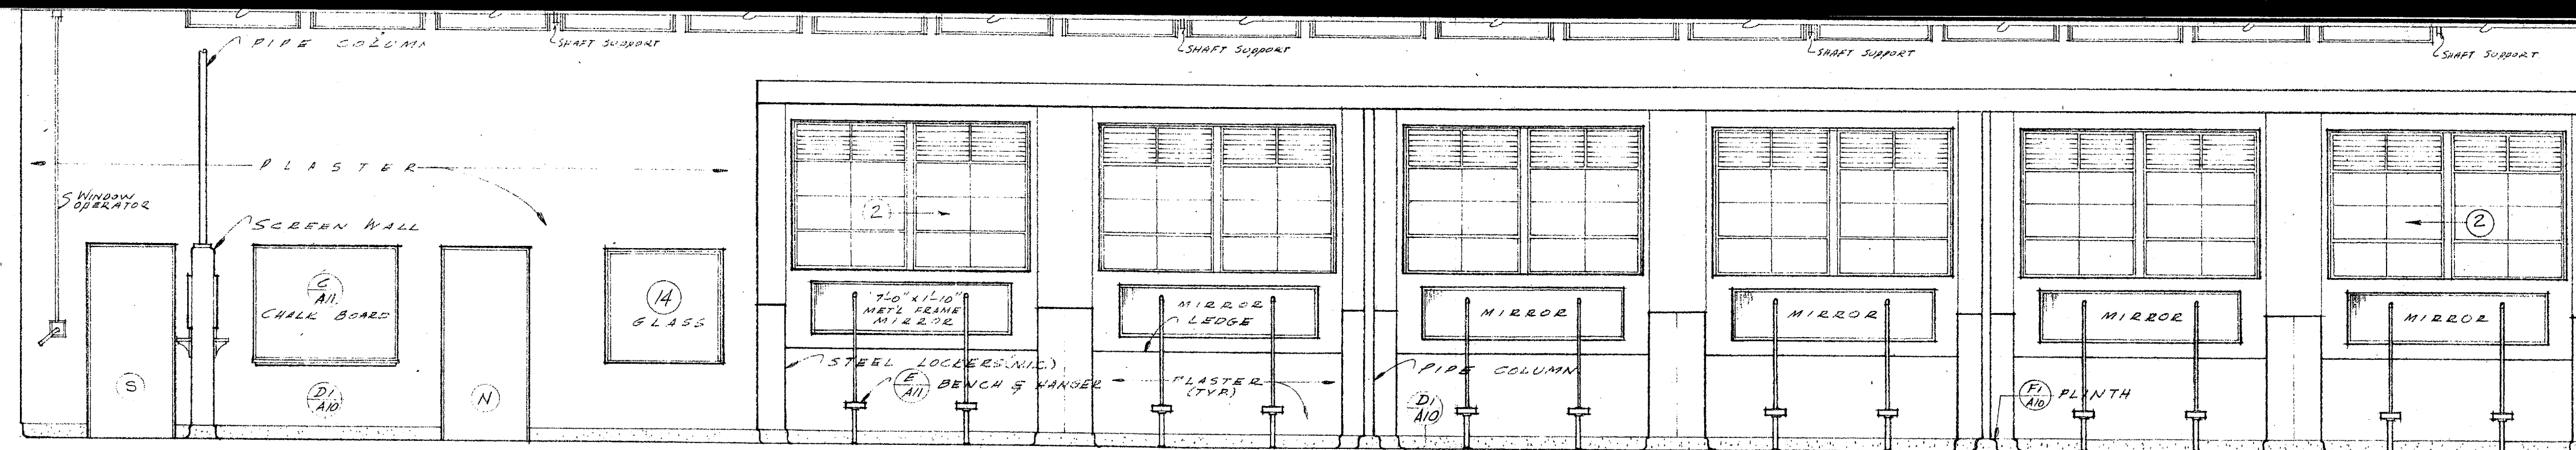 PIPE COLUMN
SHAFT SUPPORT
SHAFT SUPPORT
SHAFT SUPPORT
SHAFT SUPPORT
PLASTER
WINDOW
OPERATOR
SCREEN WALL
2
2
C
A11
CHALK BOARD
14
GLASS
7'-0" x 1'-10"
MET'L FRAME
MIRROR
MIRROR
LEDGE
MIRROR
MIRROR
MIRROR
MIRROR
STEEL LOCKERS (N.I.C.)
E
A11
BENCH & HANGER
PLASTER
(TYP.)
PIPE COLUMN
S
D1
A10
N
D1
A10
F1
A10
PLINTH